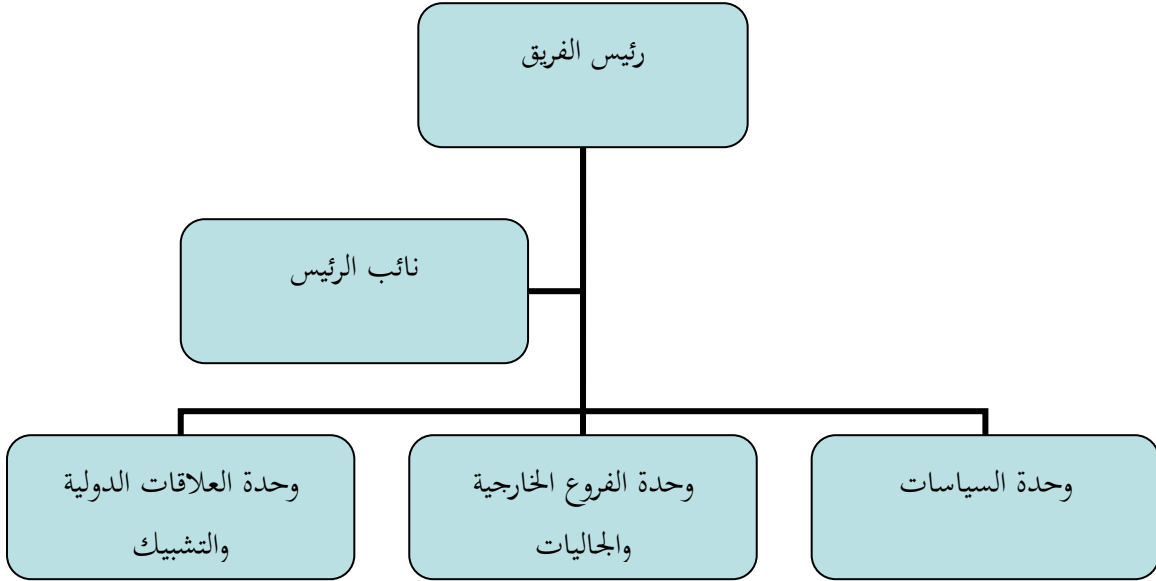 رئيس الفريق
نائب الرئيس
وحدة السياسات
وحدة الفروع الخارجية
والجاليات
وحدة العلاقات الدولية
والتشبيك